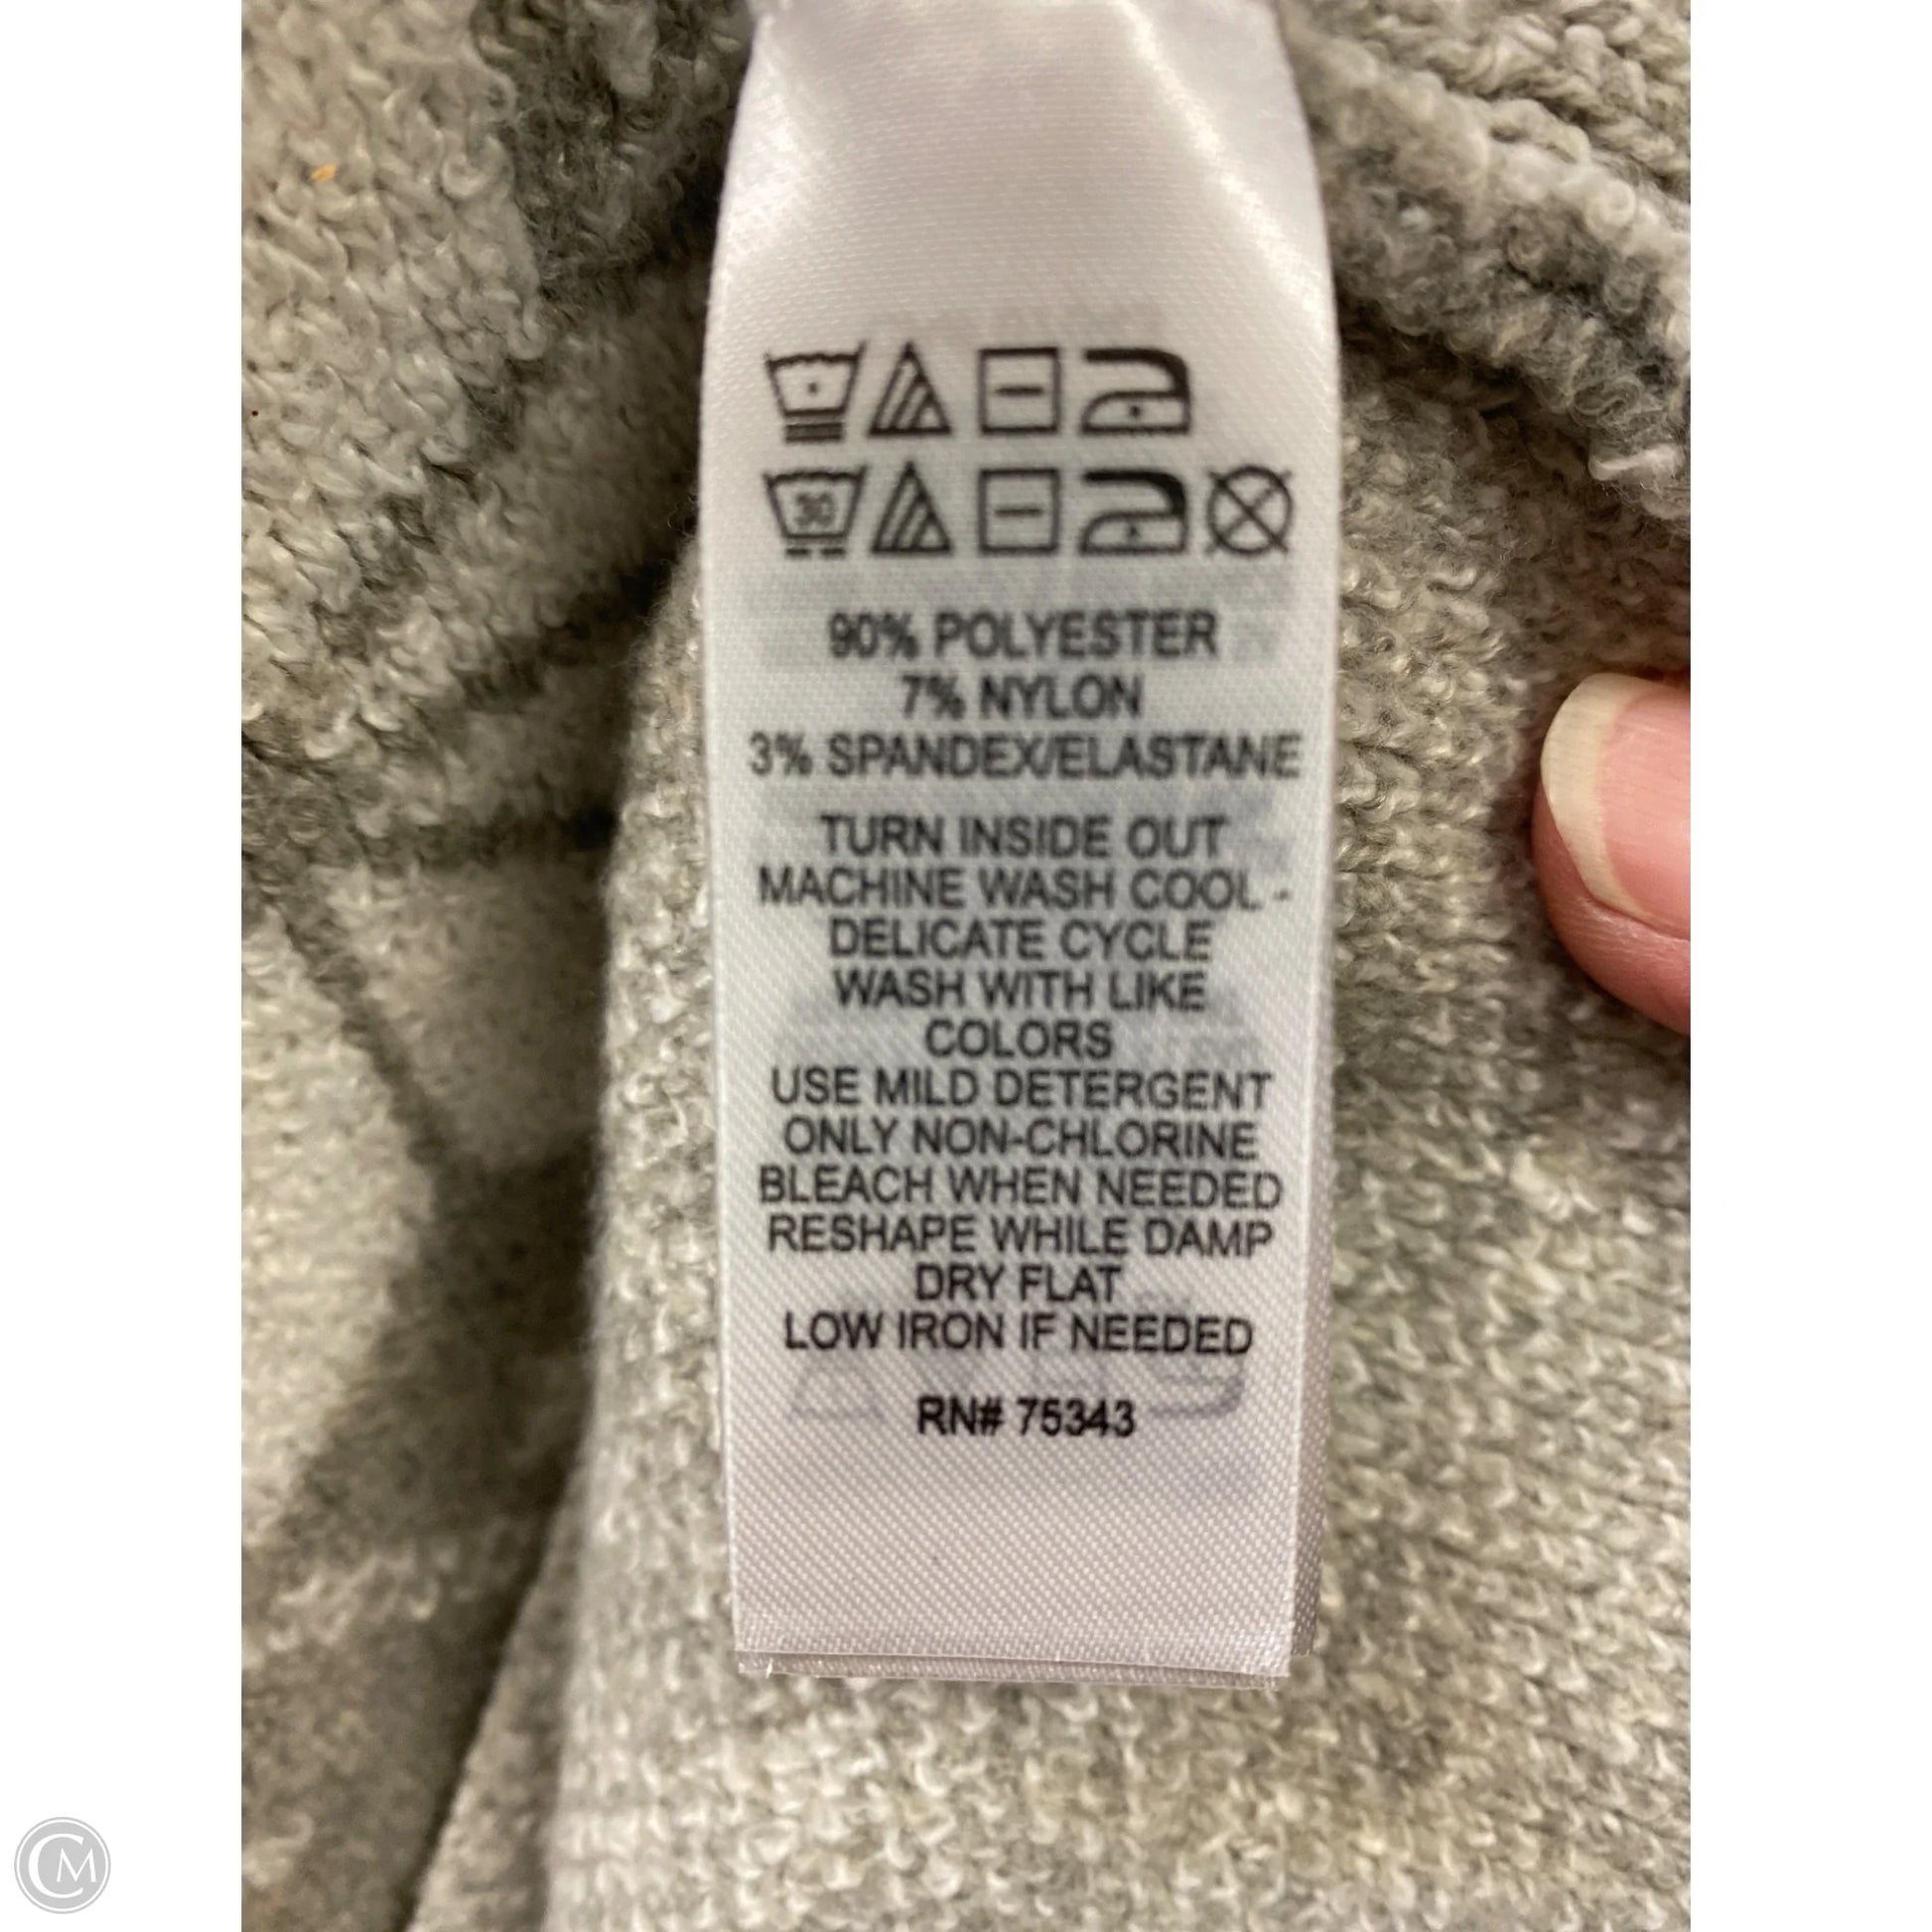 30
90% POLYESTER
7% NYLON
3% SPANDEX/ELASTANE
TURN INSIDE OUT
MACHINE WASH COOL -
DELICATE CYCLE
WASH WITH LIKE
COLORS
USE MILD DETERGENT
ONLY NON-CHLORINE
BLEACH WHEN NEEDED
RESHAPE WHILE DAMP
DRY FLAT
LOW IRON IF NEEDED
RN# 75343
CM